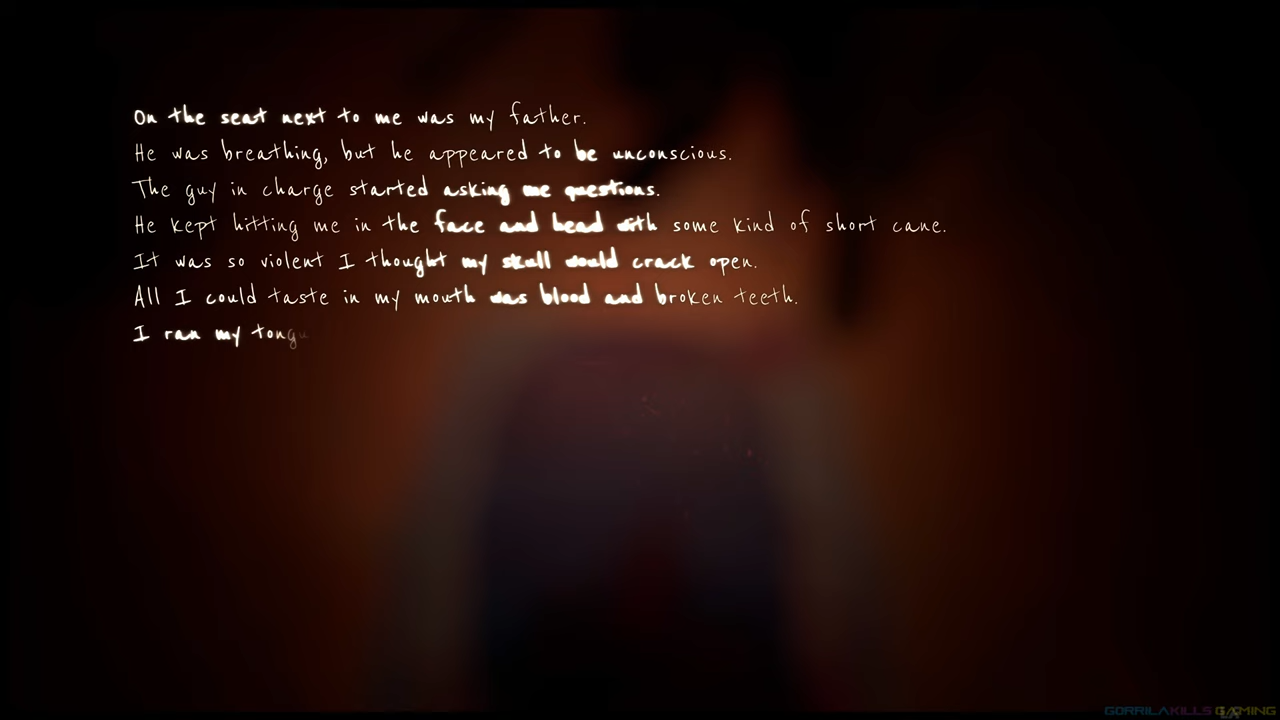 On the seat next to me was my father.
He was breathing, but he appeared to be unconscious.
The guy in charge started asking me questions.
He kept hitting me in the face and head with some kind of short cane.
It was so violent I thought my skull would crack open.
All I could taste in my mouth was blood and broken teeth.
I ran my tongu
GORRILAKILLS GAMING